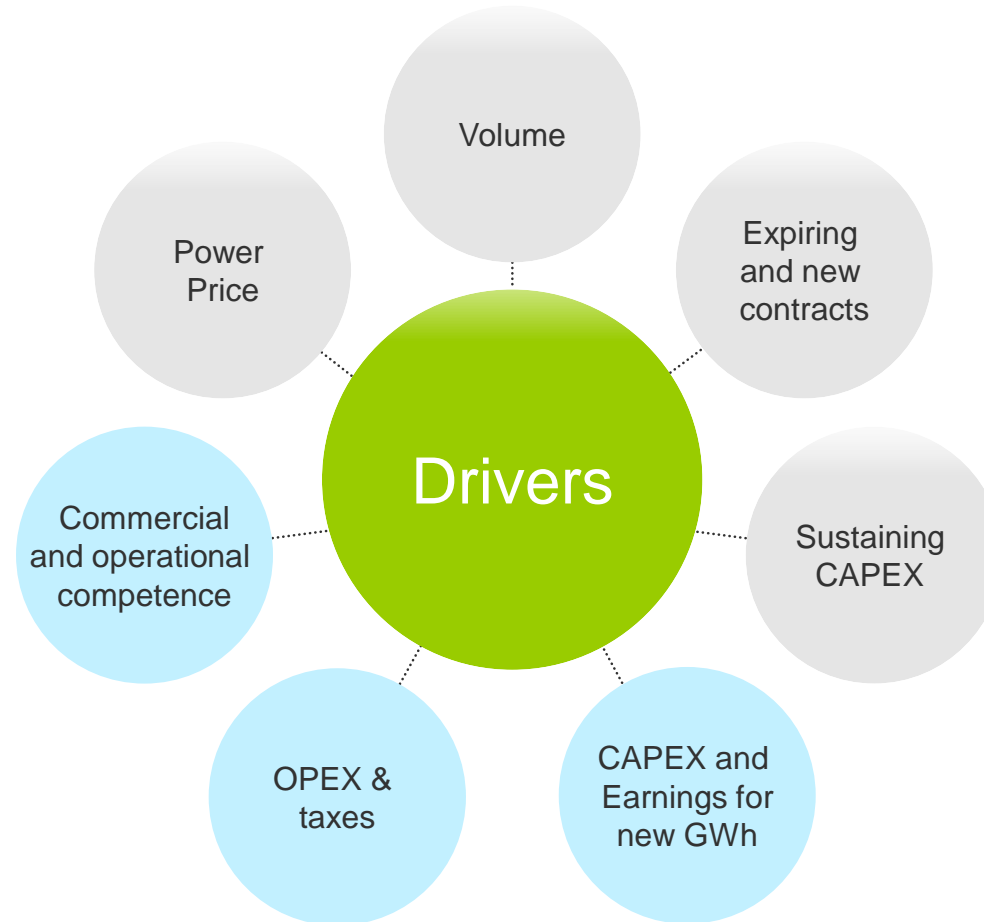 Volume
Expiring
and new
contracts
Power
Price
Drivers
Commercial
and operational
competence
Sustaining
CAPEX
OPEX &
taxes
CAPEX and
Earnings for
new GWh